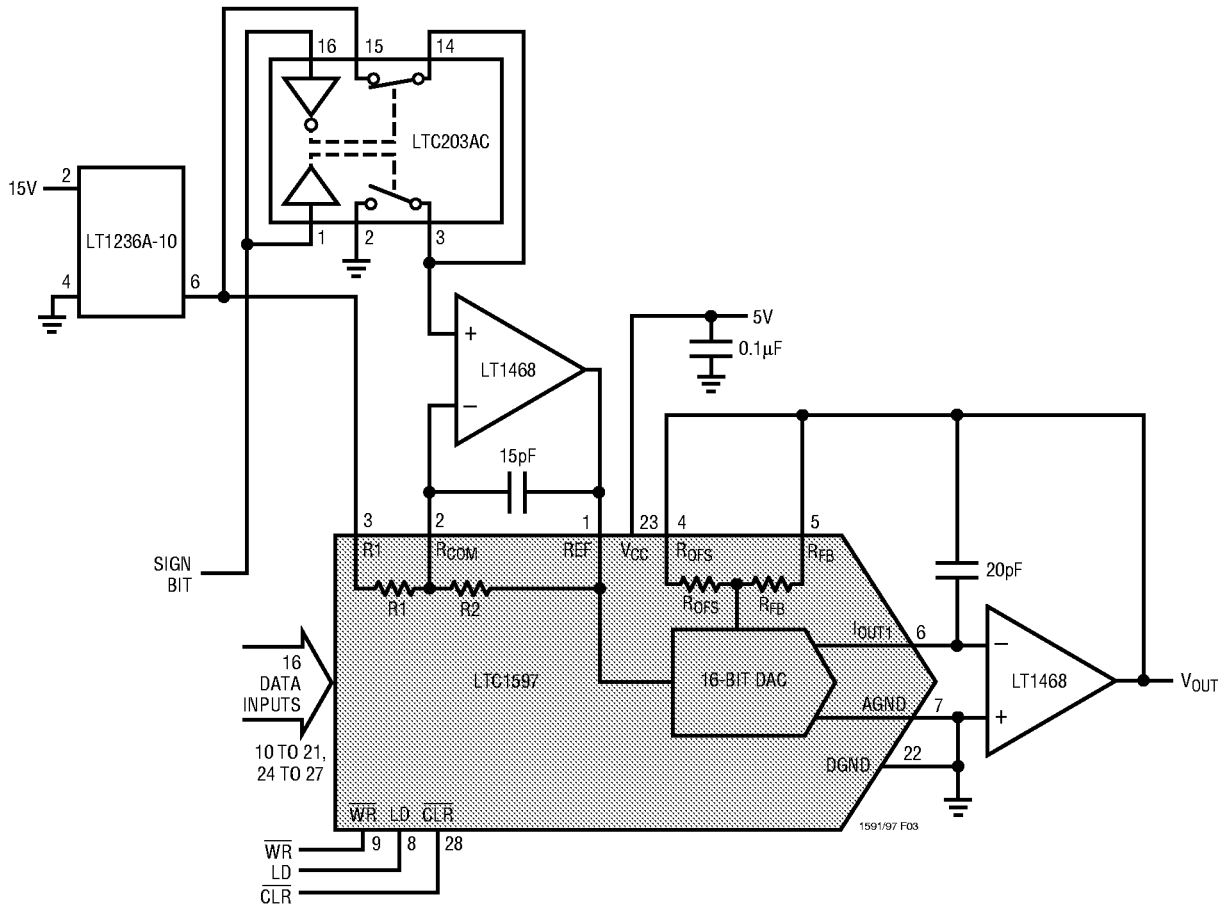 16 15 14
LTC203AC
1 2 3
15V 2
LT1236A-10
4 6
+
LT1468
−
15pF
5V
0.1μF
3 2 1 23 4 5
R1 RCOM REF VCC ROFS RFB
R1 R2 ROFS RFB
SIGN
BIT
20pF
IOUT1 6
−
LT1468
+
VOUT
16
DATA
INPUTS
LTC1597
16-BIT DAC
AGND 7
10 TO 21,
24 TO 27
DGND 22
WR LD CLR
9 8 28
WR
LD
CLR
1591/97 F03